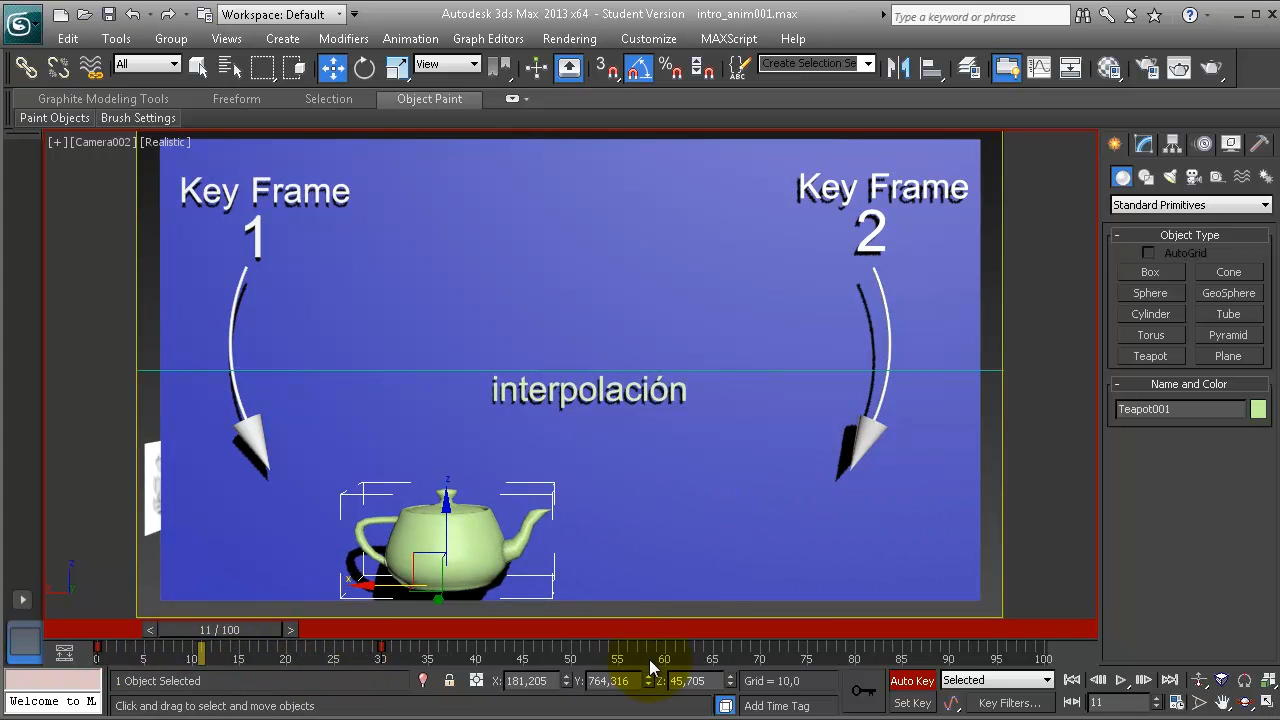 Workspace: Default
Autodesk 3ds Max 2013 x64 - Student Version intro_anim001.max
Type a keyword or phrase
Edit Tools Group Views Create Modifiers Animation Graph Editors Rendering Customize MAXScript Help
All View 3 Create Selection Se
Graphite Modeling Tools Freeform Selection Object Paint
Paint Objects Brush Settings
[+] [Camera002] [Realistic]
Key Frame
1
Key Frame
2
interpolación
z
x
Standard Primitives
- Object Type
AutoGrid
Box Cone
Sphere GeoSphere
Cylinder Tube
Torus Pyramid
Teapot Plane
- Name and Color
Teapot001
< 11 / 100 >
0 5 10 15 20 25 30 35 40 45 50 55 60 65 70 75 80 85 90 95 100
1 Object Selected X: 181,205 Y: 764,316 Z: 45,705 Grid = 10,0 Auto Key Selected
Welcome to M Click and drag to select and move objects Add Time Tag Set Key Key Filters... 11